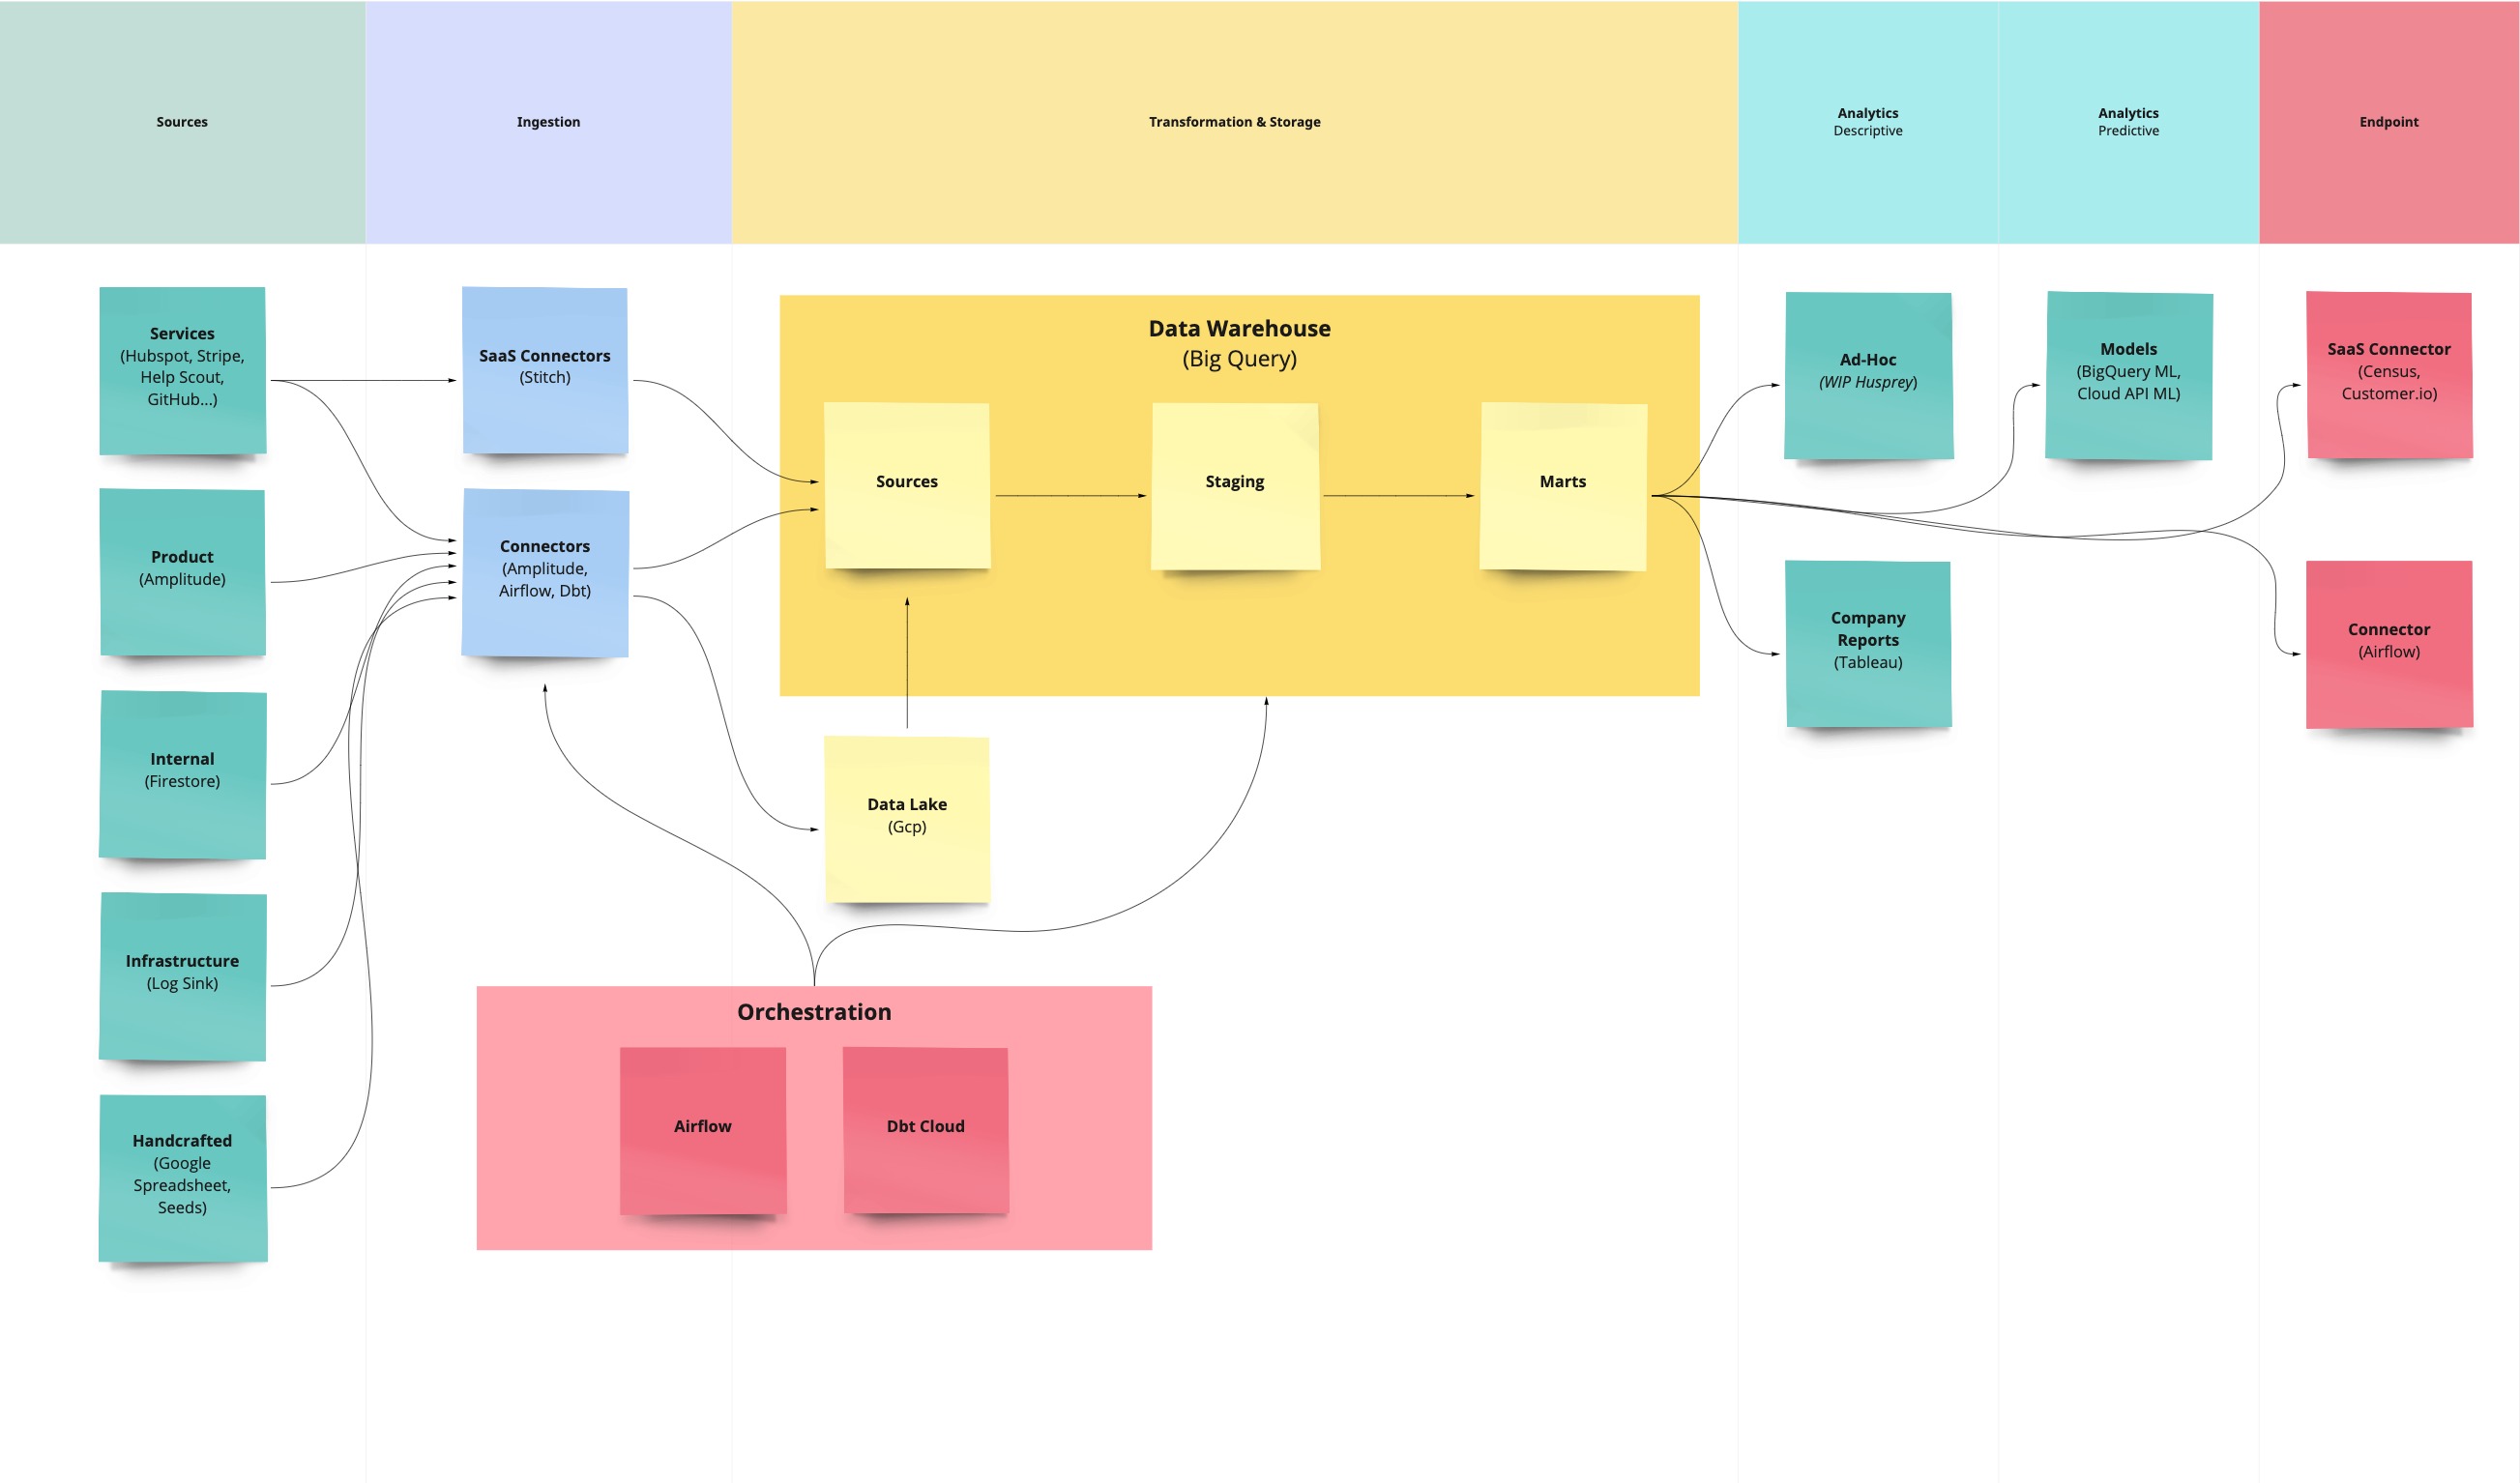 Sources
Ingestion
Transformation & Storage
Analytics
Descriptive
Analytics
Predictive
Endpoint
Services
(Hubspot, Stripe,
Help Scout,
GitHub...)
Product
(Amplitude)
Internal
(Firestore)
Infrastructure
(Log Sink)
Handcrafted
(Google
Spreadsheet,
Seeds)
SaaS Connectors
(Stitch)
Connectors
(Amplitude,
Airflow, Dbt)
Data Warehouse
(Big Query)
Sources
Staging
Marts
Data Lake
(Gcp)
Orchestration
Airflow
Dbt Cloud
Ad-Hoc
(WIP Husprey)
Company
Reports
(Tableau)
Models
(BigQuery ML,
Cloud API ML)
SaaS Connector
(Census,
Customer.io)
Connector
(Airflow)